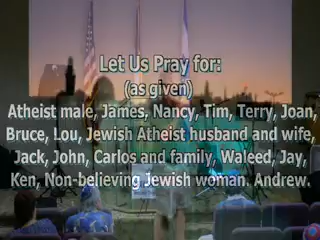 Let Us Pray for:
(as given)
Atheist male, James, Nancy, Tim, Terry, Joan,
Bruce, Lou, Jewish Atheist husband and wife,
Jack, John, Carlos and family, Waleed, Jay,
Ken, Non-believing Jewish woman. Andrew.